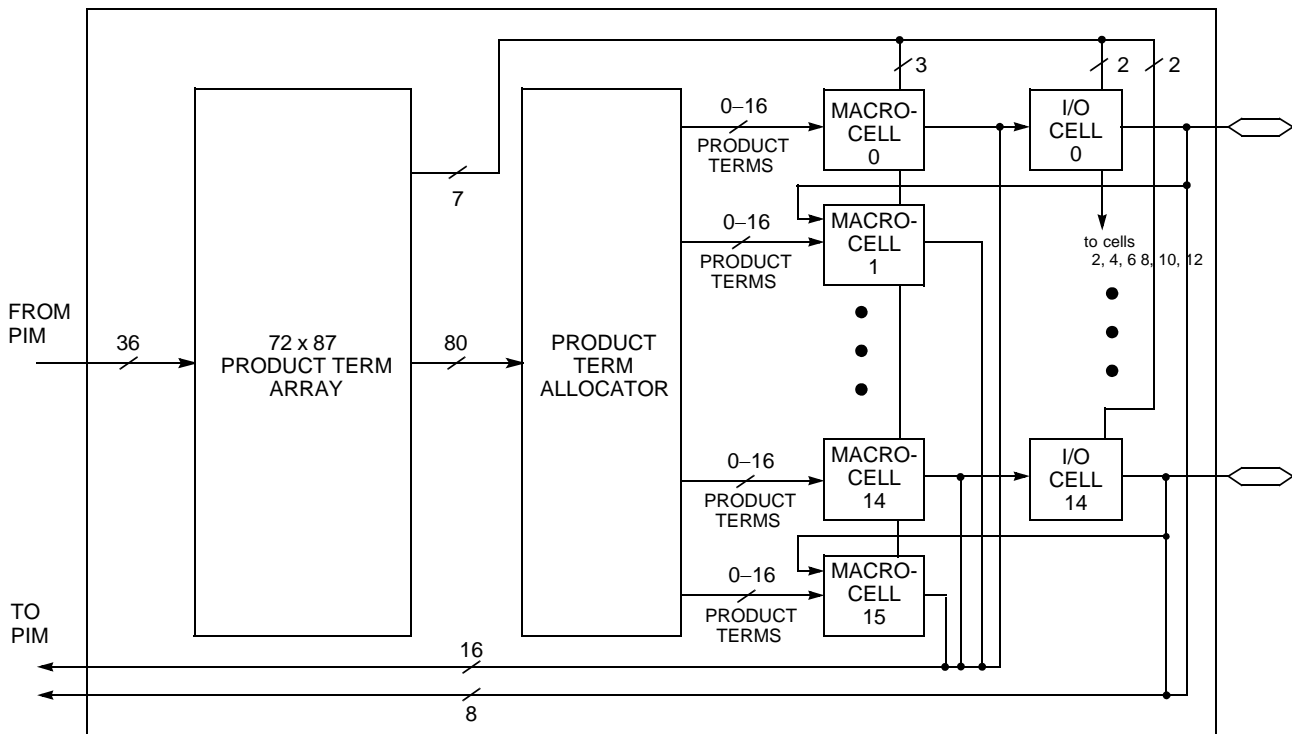 3
2
2
0–16
PRODUCT
TERMS
MACRO-
CELL
0
I/O
CELL
0
7
0–16
PRODUCT
TERMS
MACRO-
CELL
1
to cells
2, 4, 6 8, 10, 12
FROM
PIM
36
72 x 87
PRODUCT TERM
ARRAY
80
PRODUCT
TERM
ALLOCATOR
0–16
PRODUCT
TERMS
MACRO-
CELL
14
I/O
CELL
14
0–16
PRODUCT
TERMS
MACRO-
CELL
15
TO
PIM
16
8